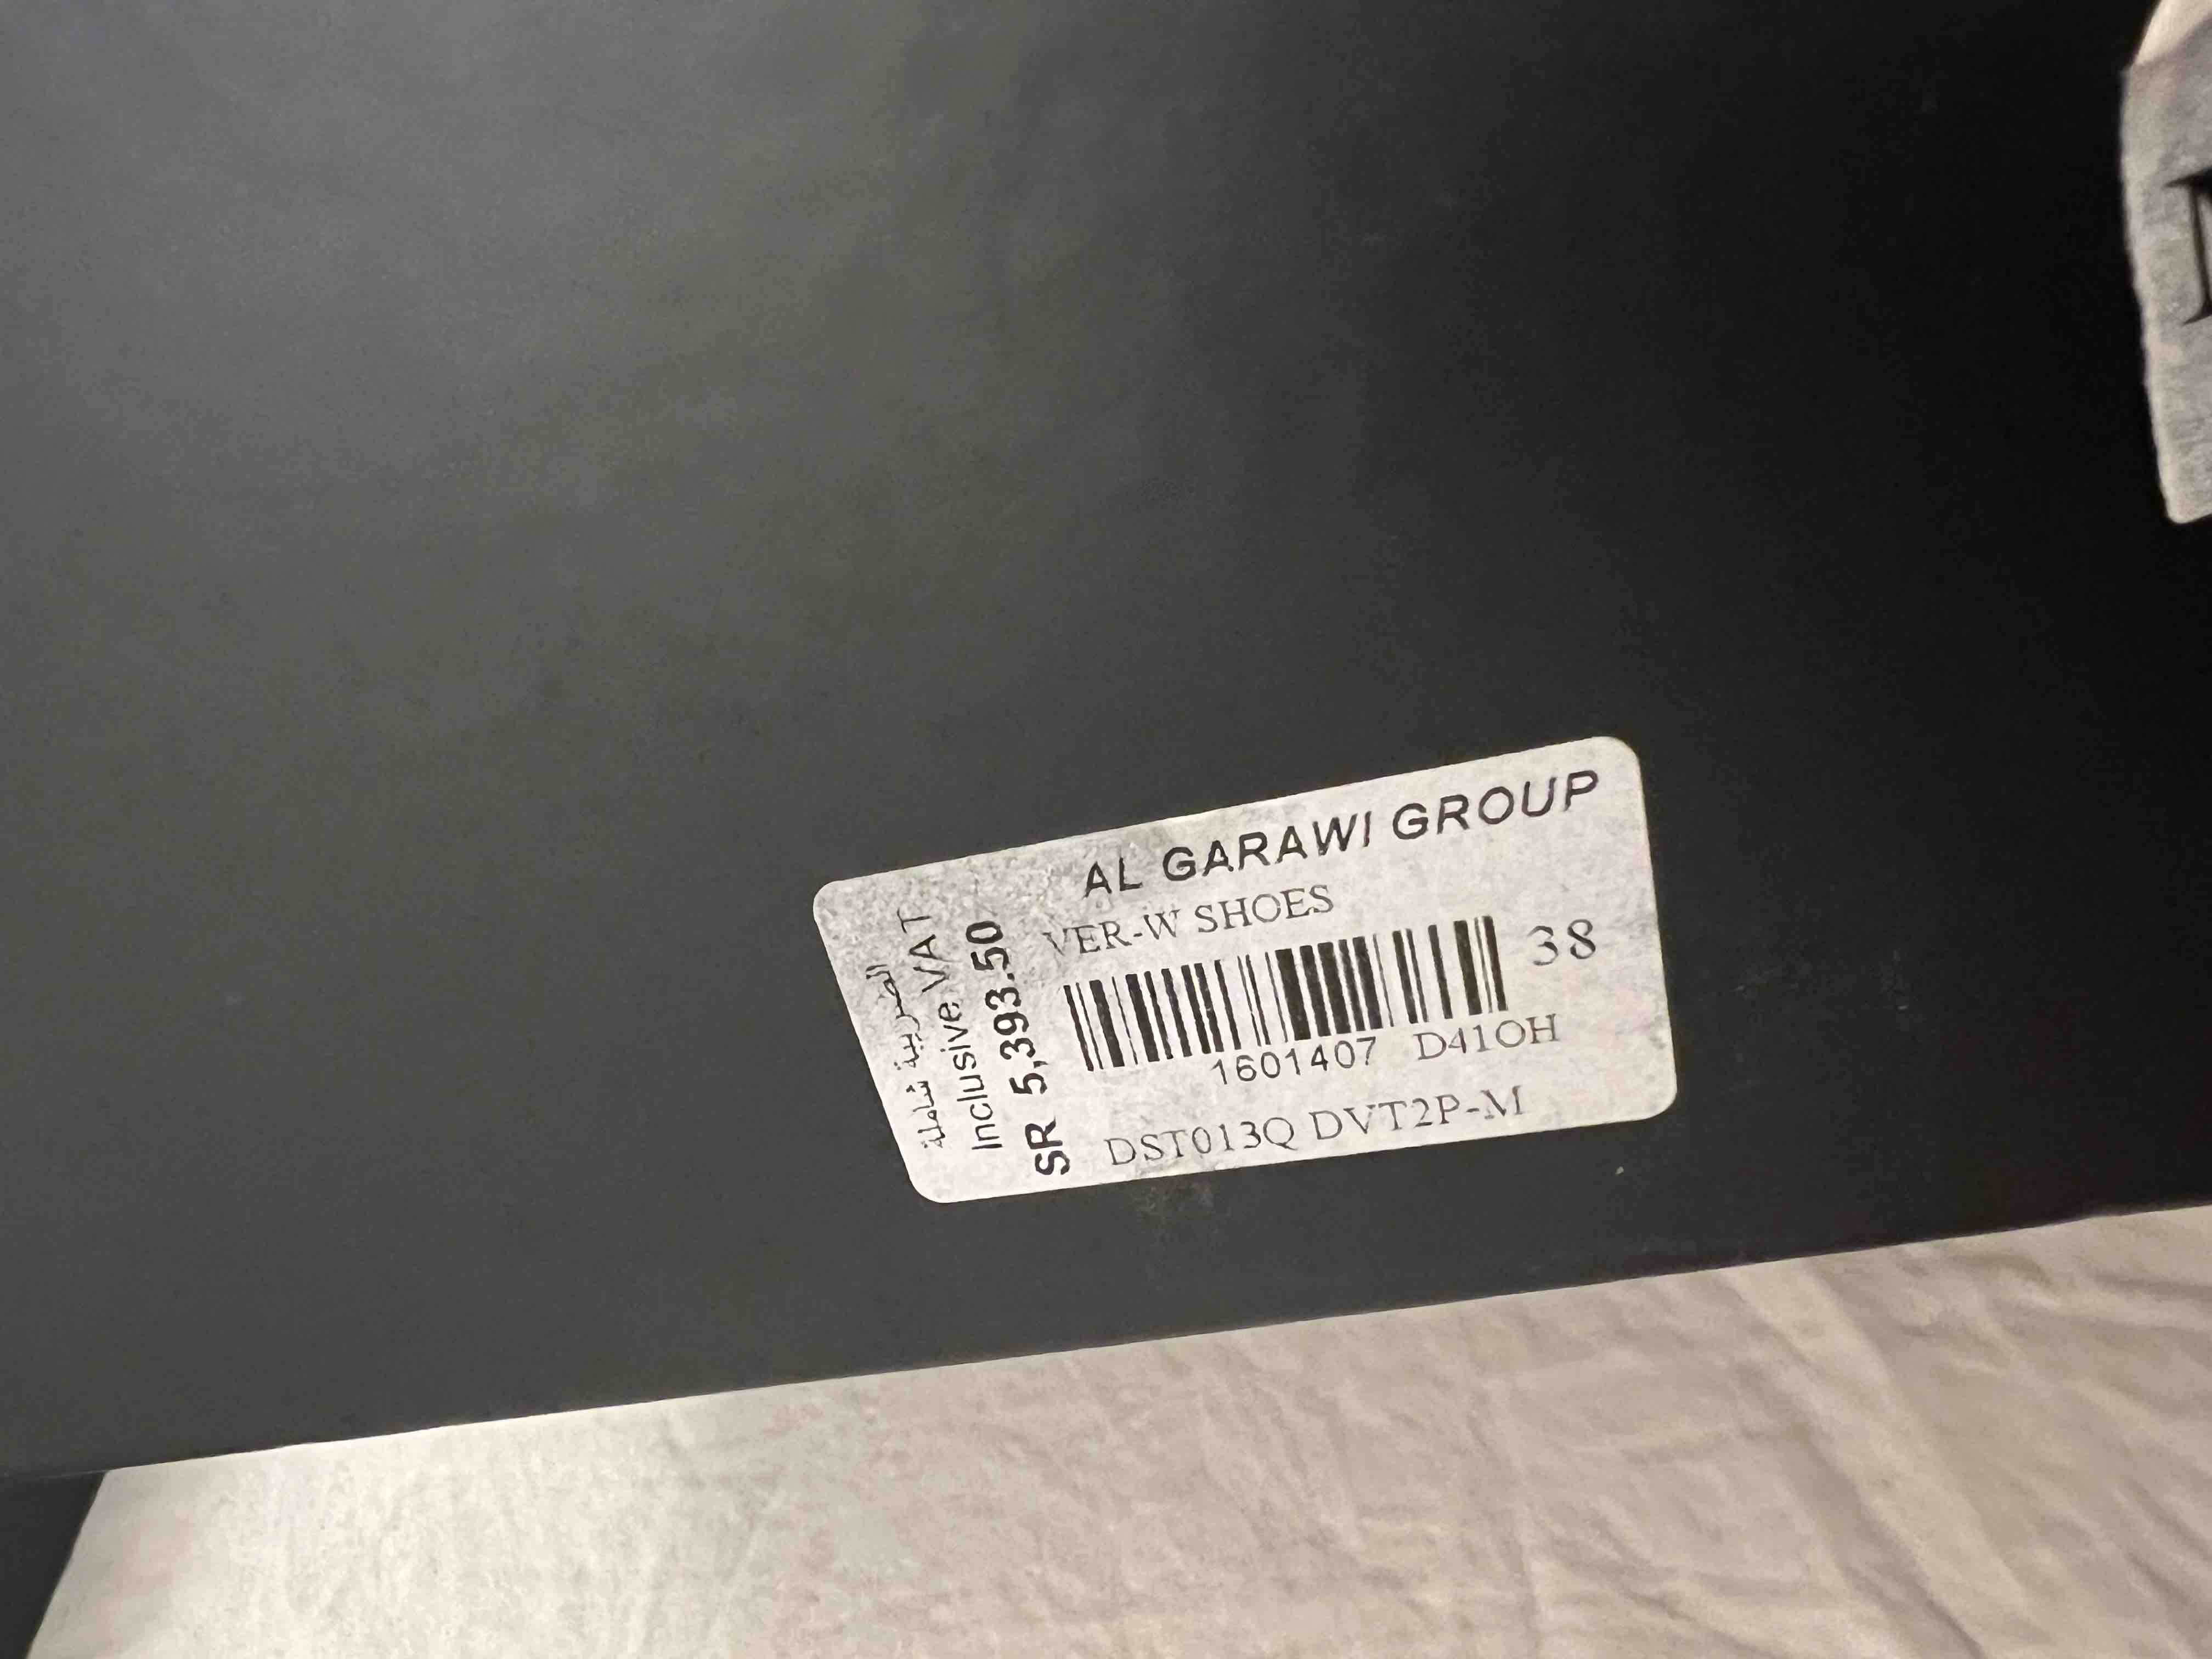 AL GARAWI GROUP
VER-W SHOES
38
1601407 D41OH
DST013Q DVT2P-M
SR 5,393.50
Inclusive VAT
الضريبة شاملة